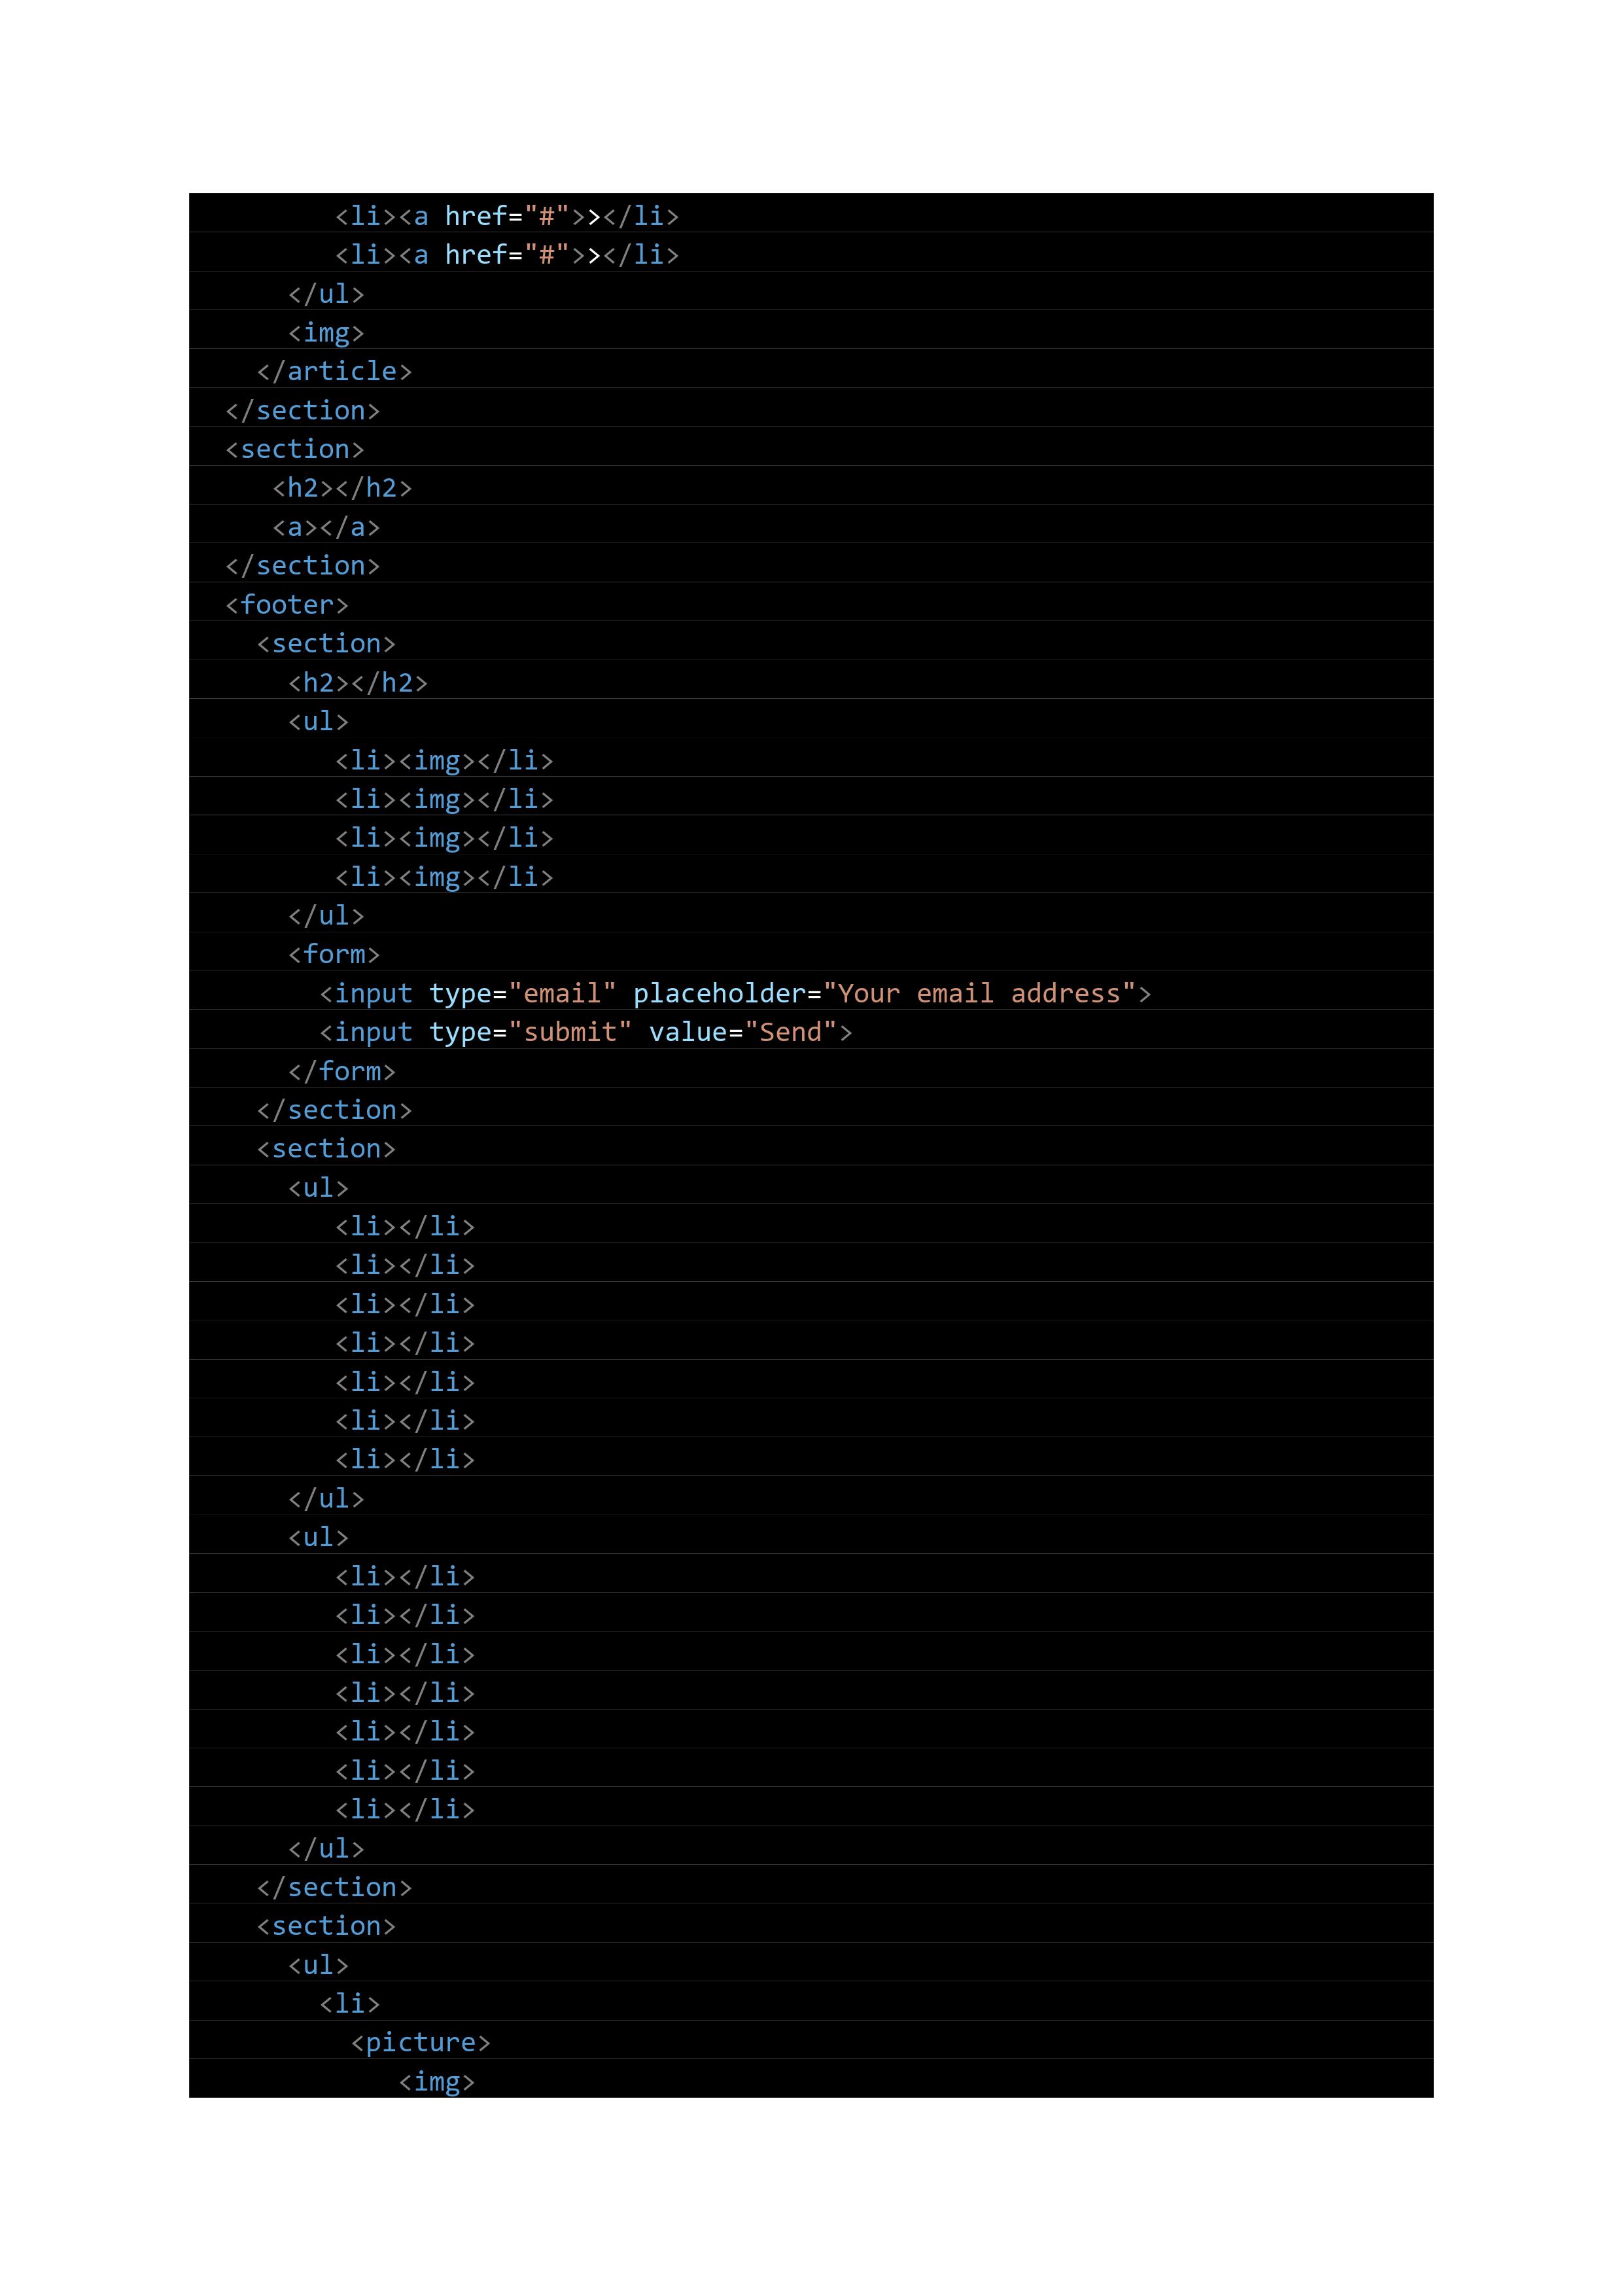 <li><a href="#">></li>
<li><a href="#">></li>
</ul>
<img>
</article>
</section>
<section>
<h2></h2>
<a></a>
</section>
<footer>
<section>
<h2></h2>
<ul>
<li><img></li>
<li><img></li>
<li><img></li>
<li><img></li>
</ul>
<form>
<input type="email" placeholder="Your email address">
<input type="submit" value="Send">
</form>
</section>
<section>
<ul>
<li></li>
<li></li>
<li></li>
<li></li>
<li></li>
<li></li>
<li></li>
</ul>
<ul>
<li></li>
<li></li>
<li></li>
<li></li>
<li></li>
<li></li>
<li></li>
</ul>
</section>
<section>
<ul>
<li>
<picture>
<img>